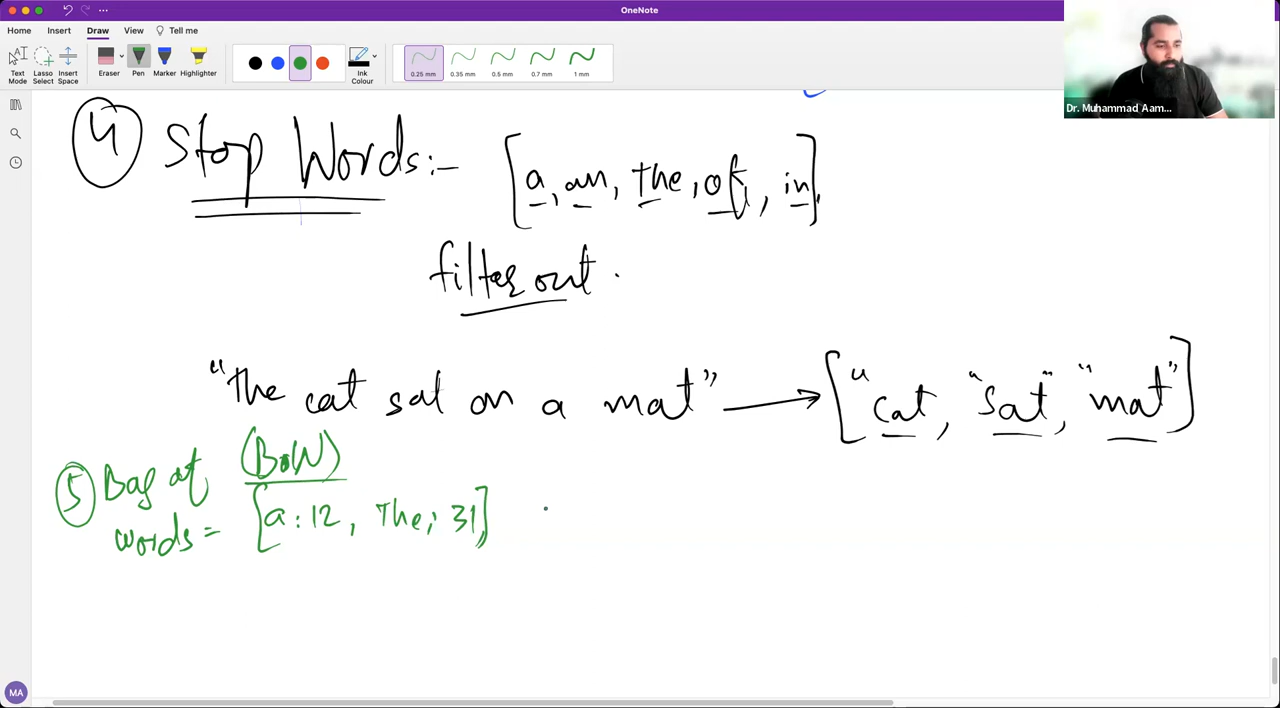 OneNote
Home Insert Draw View Tell me
Text Mode Lasso Select Insert Space Eraser Pen Marker Highlighter Ink Colour 0.25 mm 0.35 mm 0.5 mm 0.7 mm 1 mm
Dr. Muhammad Aam...
4 Stop Words:- [a, an, the, of, in].
filter out.
"the cat sat on a mat" → ["cat, "sat", "mat"]
5 Bag of (BoW)
words = [a: 12, The; 31]
MA